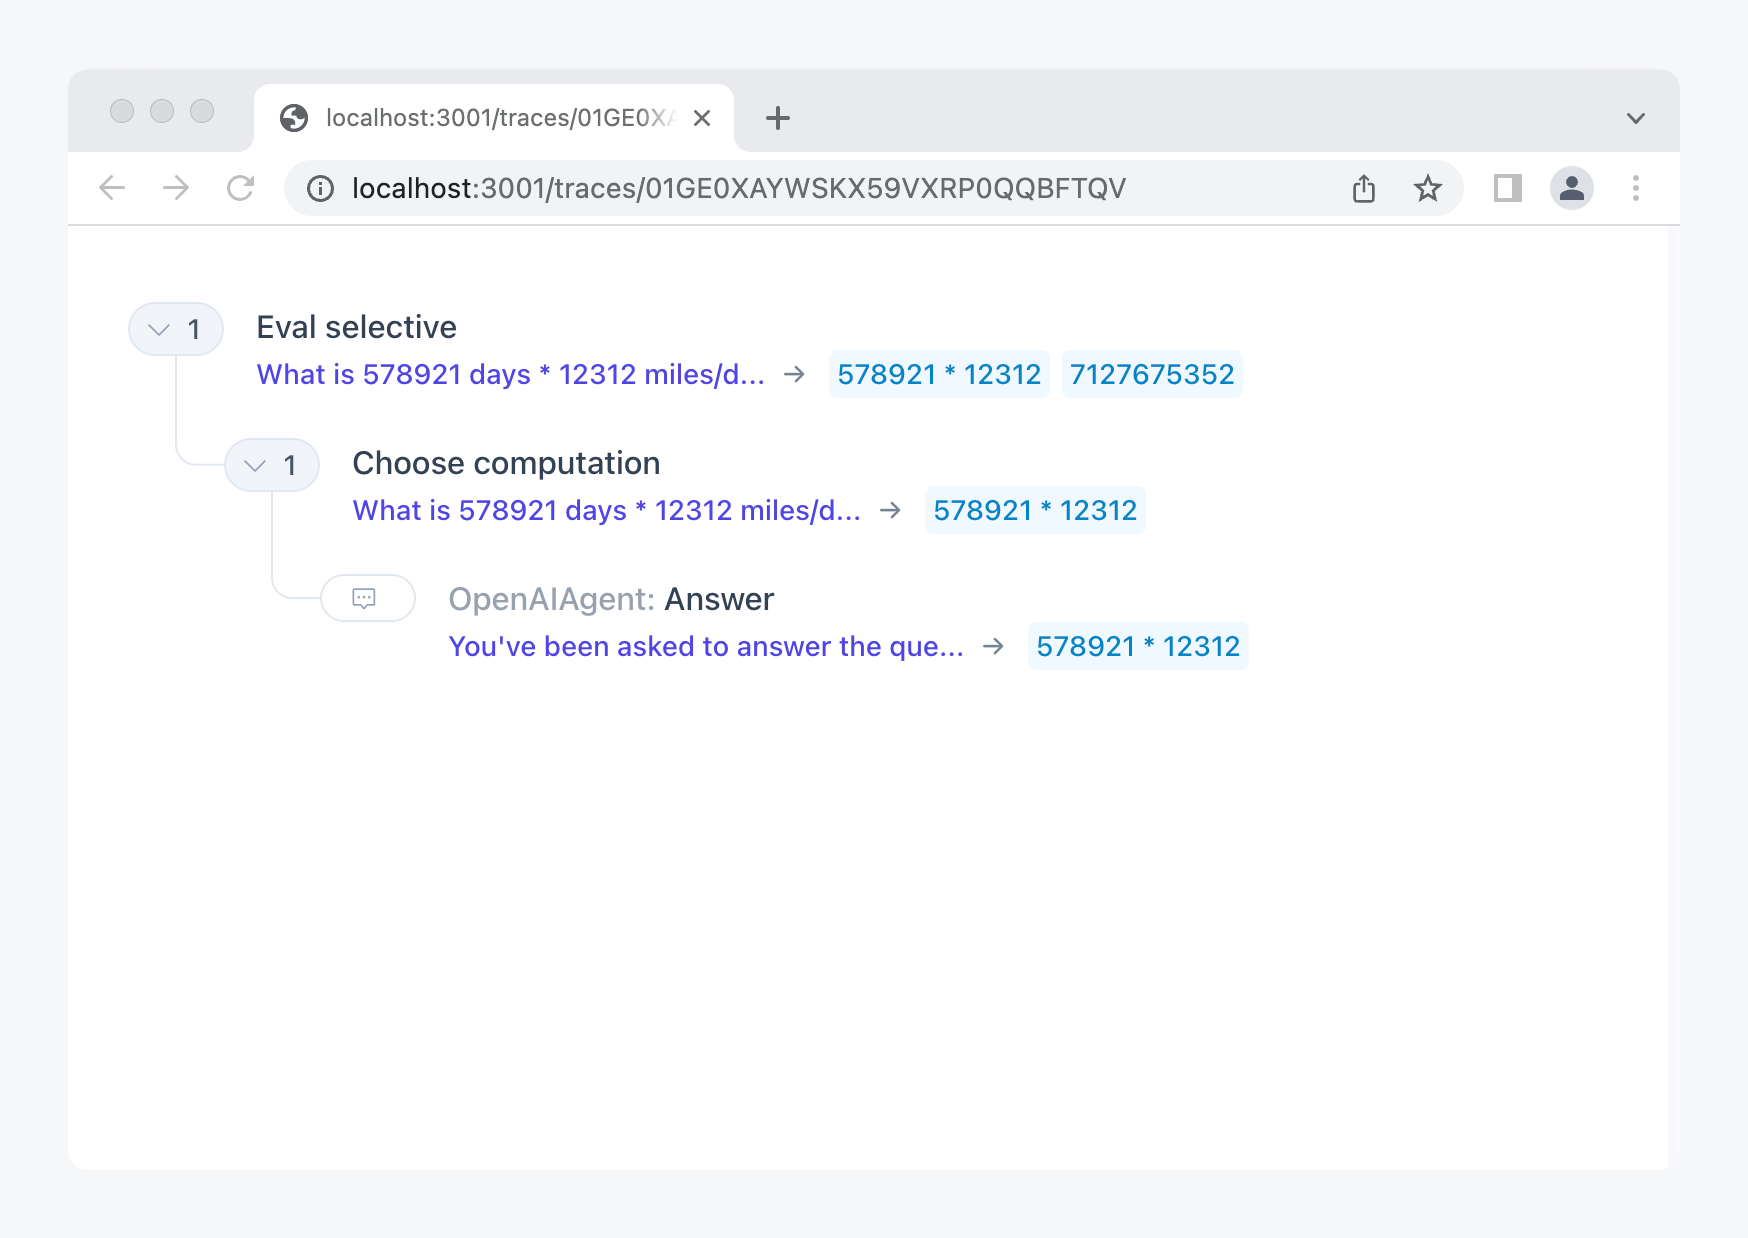 localhost:3001/traces/01GE0XA
localhost:3001/traces/01GE0XAYWSKX59VXRP0QQBFTQV
1 Eval selective
What is 578921 days * 12312 miles/d... → 578921 * 12312 7127675352
1 Choose computation
What is 578921 days * 12312 miles/d... → 578921 * 12312
OpenAIAgent: Answer
You've been asked to answer the que... → 578921 * 12312